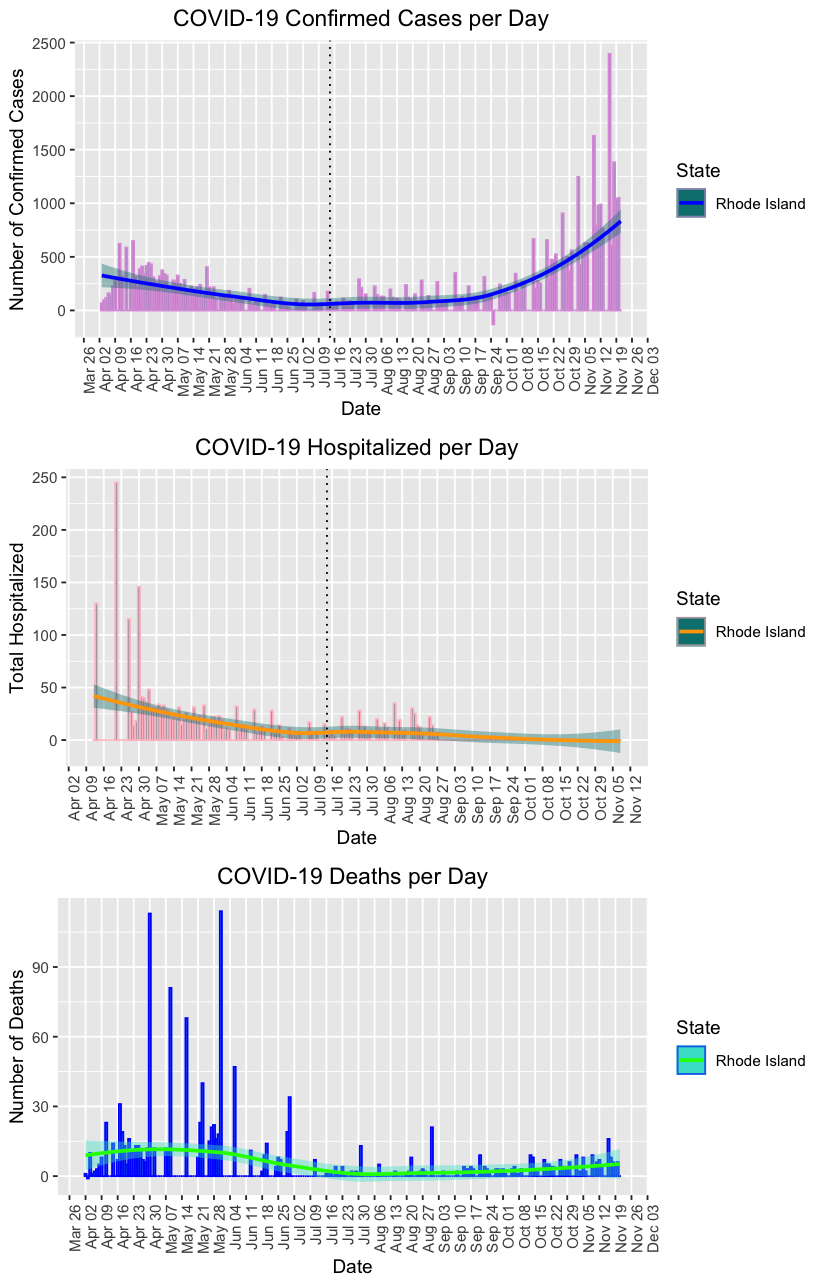 COVID-19 Confirmed Cases per Day
2500
2000
1500
1000
500
0
Number of Confirmed Cases
Mar 26
Apr 02
Apr 09
Apr 16
Apr 23
Apr 30
May 07
May 14
May 21
May 28
Jun 04
Jun 11
Jun 18
Jun 25
Jul 02
Jul 09
Jul 16
Jul 23
Jul 30
Aug 06
Aug 13
Aug 20
Aug 27
Sep 03
Sep 10
Sep 17
Sep 24
Oct 01
Oct 08
Oct 15
Oct 22
Oct 29
Nov 05
Nov 12
Nov 19
Nov 26
Dec 03
Date
State
Rhode Island
COVID-19 Hospitalized per Day
250
200
150
100
50
0
Total Hospitalized
Apr 02
Apr 09
Apr 16
Apr 23
Apr 30
May 07
May 14
May 21
May 28
Jun 04
Jun 11
Jun 18
Jun 25
Jul 02
Jul 09
Jul 16
Jul 23
Jul 30
Aug 06
Aug 13
Aug 20
Aug 27
Sep 03
Sep 10
Sep 17
Sep 24
Oct 01
Oct 08
Oct 15
Oct 22
Oct 29
Nov 05
Nov 12
Date
State
Rhode Island
COVID-19 Deaths per Day
90
60
30
0
Number of Deaths
Mar 26
Apr 02
Apr 09
Apr 16
Apr 23
Apr 30
May 07
May 14
May 21
May 28
Jun 04
Jun 11
Jun 18
Jun 25
Jul 02
Jul 09
Jul 16
Jul 23
Jul 30
Aug 06
Aug 13
Aug 20
Aug 27
Sep 03
Sep 10
Sep 17
Sep 24
Oct 01
Oct 08
Oct 15
Oct 22
Oct 29
Nov 05
Nov 12
Nov 19
Nov 26
Dec 03
Date
State
Rhode Island